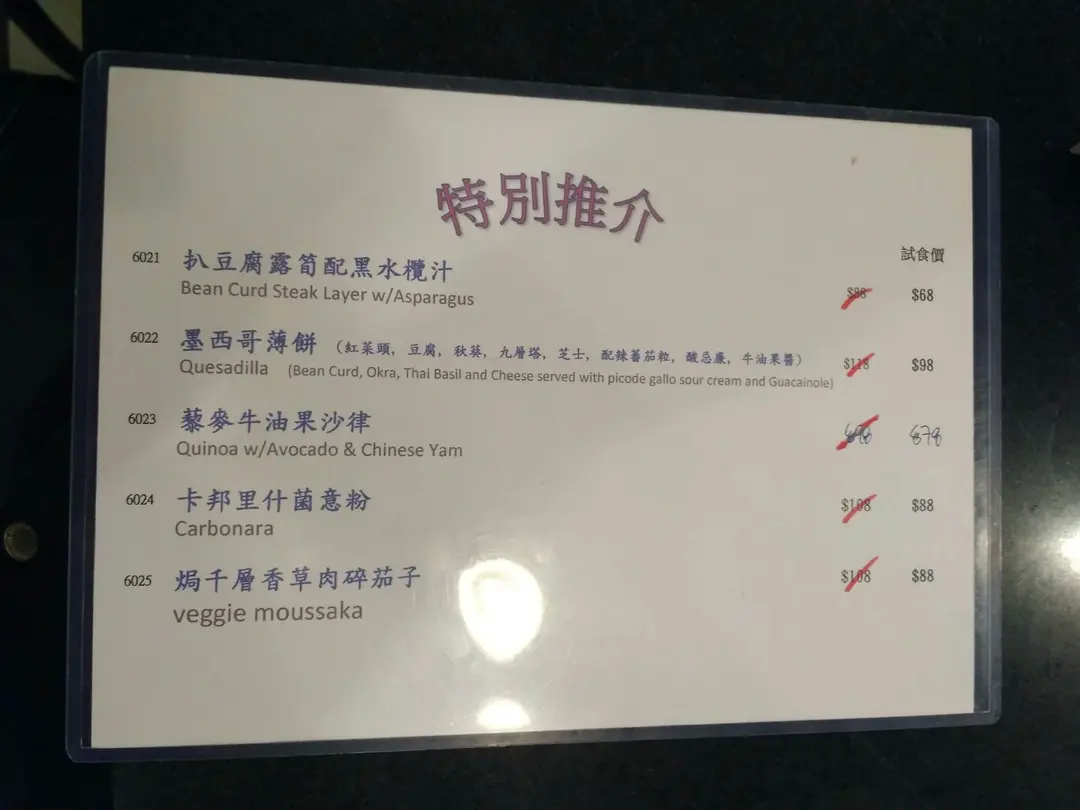 特別推介
試食價
6021 扒豆腐露筍配黑水欖汁
Bean Curd Steak Layer w/Asparagus $88 $68
6022 墨西哥薄餅 (紅菜頭, 豆腐, 秋葵, 九層塔, 芝士, 配辣蕃茄粒, 酸忌廉, 牛油果醬)
Quesadilla (Bean Curd, Okra, Thai Basil and Cheese served with picode gallo sour cream and Guacainole) $118 $98
6023 藜麥牛油果沙律
Quinoa w/Avocado & Chinese Yam $78
6024 卡邦里什菌意粉 $108 $88
Carbonara
6025 焗千層香草肉碎茄子 $108 $88
veggie moussaka